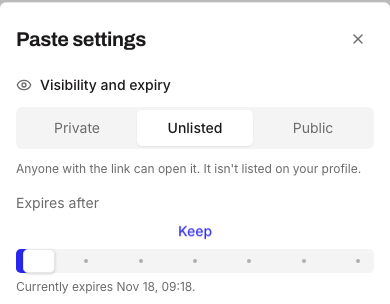 Paste settings
Visibility and expiry
Private Unlisted Public
Anyone with the link can open it. It isn't listed on your profile.
Expires after
Keep
Currently expires Nov 18, 09:18.